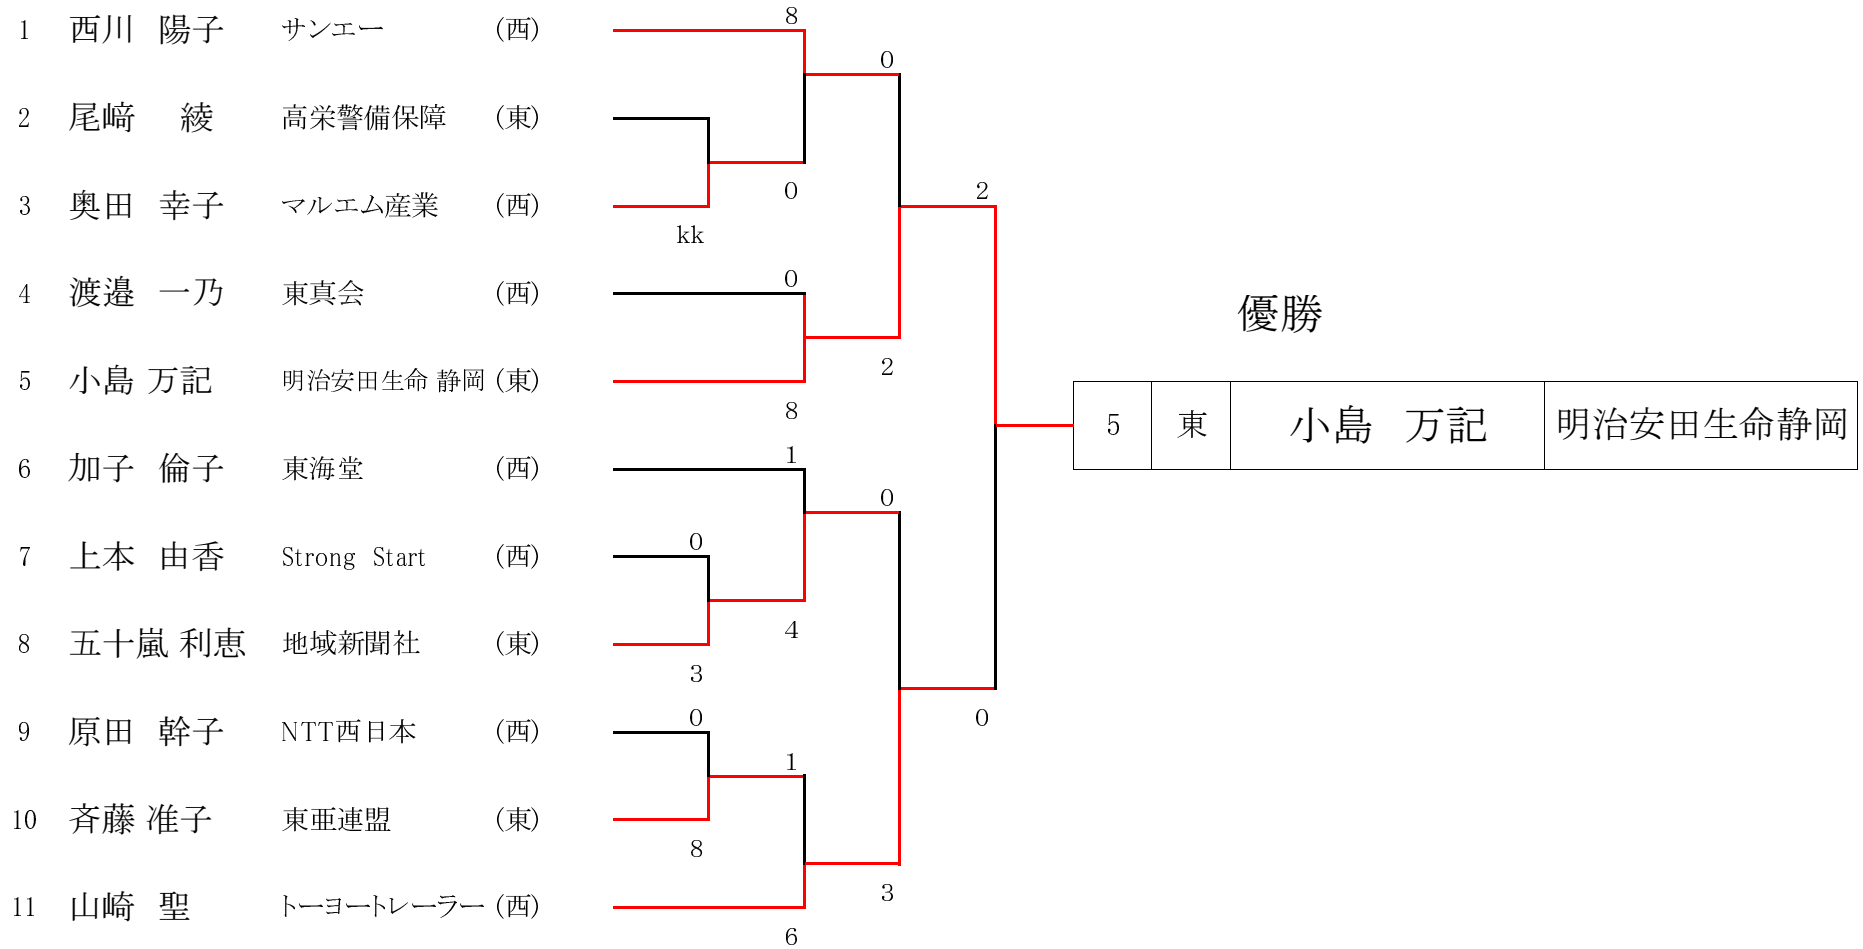 8
1 西川 陽子 サンエー (西)
0
2 尾﨑 綾 高栄警備保障 (東)
0 2
3 奥田 幸子 マルエム産業 (西)
kk
0
4 渡邉 一乃 東真会 (西)
優勝
2
5 小島 万記 明治安田生命 静岡 (東)
8
5 東 小島 万記 明治安田生命静岡
1
6 加子 倫子 東海堂 (西)
0
0
7 上本 由香 Strong Start (西)
4
8 五十嵐 利恵 地域新聞社 (東)
3
0 0
9 原田 幹子 NTT西日本 (西)
1
10 斉藤 准子 東亜連盟 (東)
8
3
11 山崎 聖 トーヨートレーラー (西)
6